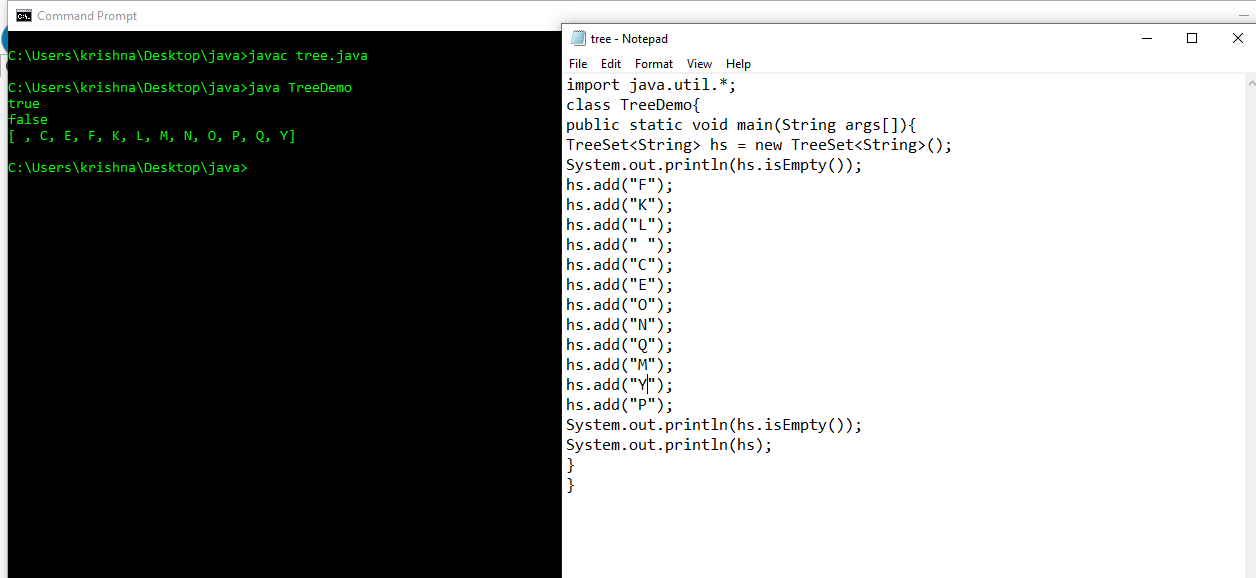 Command Prompt
C:\Users\krishna\Desktop\java>javac tree.java
C:\Users\krishna\Desktop\java>java TreeDemo
true
false
[ , C, E, F, K, L, M, N, O, P, Q, Y]
C:\Users\krishna\Desktop\java>
tree - Notepad
File Edit Format View Help
import java.util.*;
class TreeDemo{
public static void main(String args[]){
TreeSet<String> hs = new TreeSet<String>();
System.out.println(hs.isEmpty());
hs.add("F");
hs.add("K");
hs.add("L");
hs.add(" ");
hs.add("C");
hs.add("E");
hs.add("O");
hs.add("N");
hs.add("Q");
hs.add("M");
hs.add("Y");
hs.add("P");
System.out.println(hs.isEmpty());
System.out.println(hs);
}
}